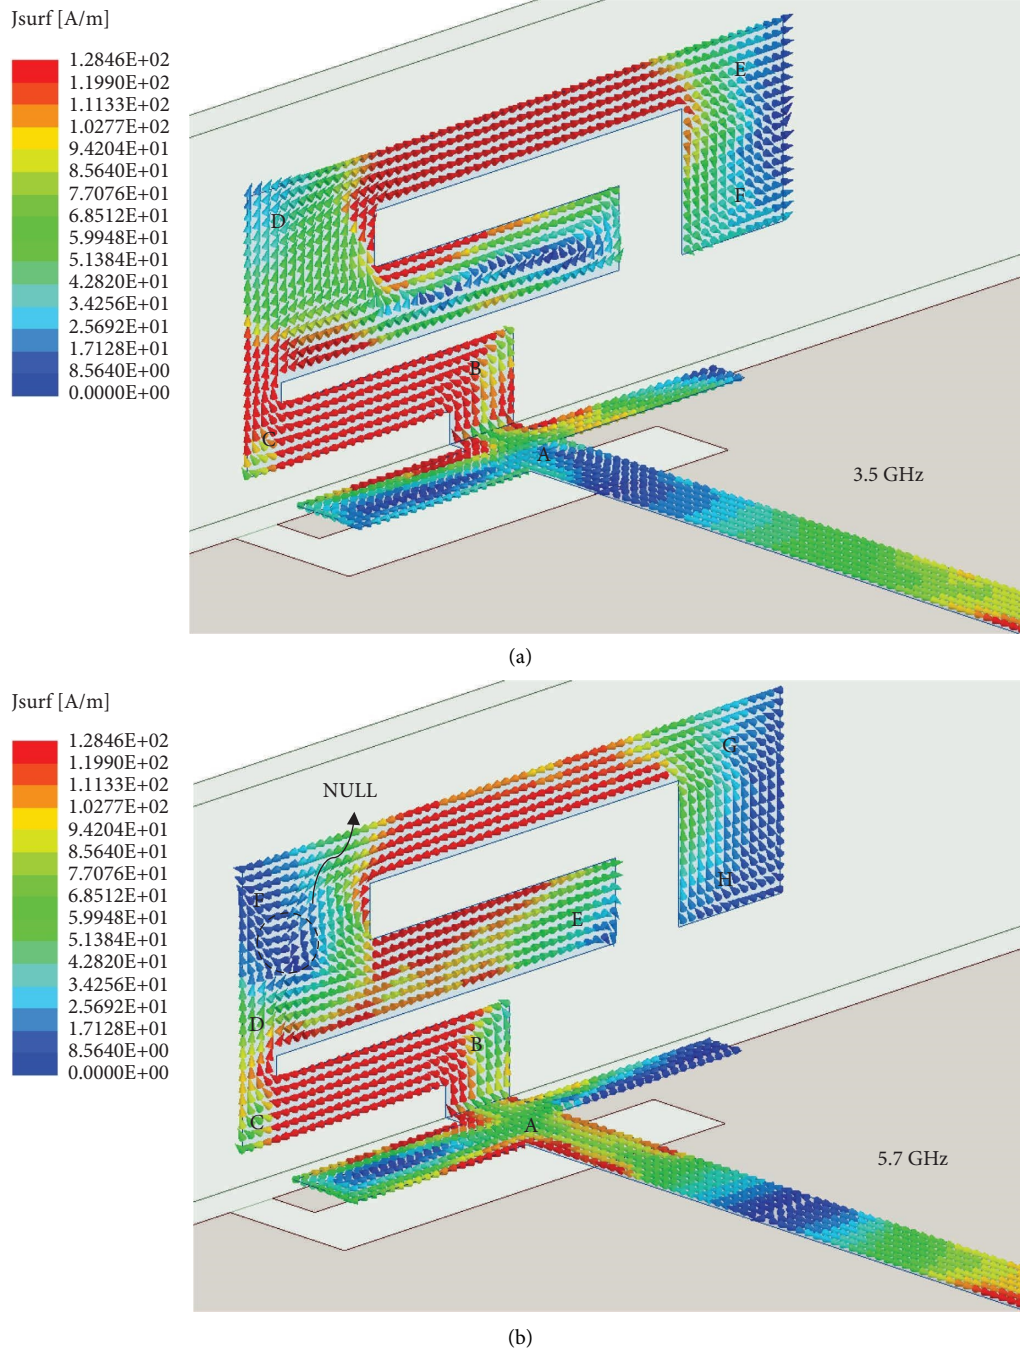 Jsurf [A/m]
1.2846E+02
1.1990E+02
1.1133E+02
1.0277E+02
9.4204E+01
8.5640E+01
7.7076E+01
6.8512E+01
5.9948E+01
5.1384E+01
4.2820E+01
3.4256E+01
2.5692E+01
1.7128E+01
8.5640E+00
0.0000E+00
E
D
F
B
C
A
3.5 GHz
(a)
Jsurf [A/m]
1.2846E+02
1.1990E+02
1.1133E+02
1.0277E+02
9.4204E+01
8.5640E+01
7.7076E+01
6.8512E+01
5.9948E+01
5.1384E+01
4.2820E+01
3.4256E+01
2.5692E+01
1.7128E+01
8.5640E+00
0.0000E+00
NULL
G
F
H
E
D
B
C
A
5.7 GHz
(b)